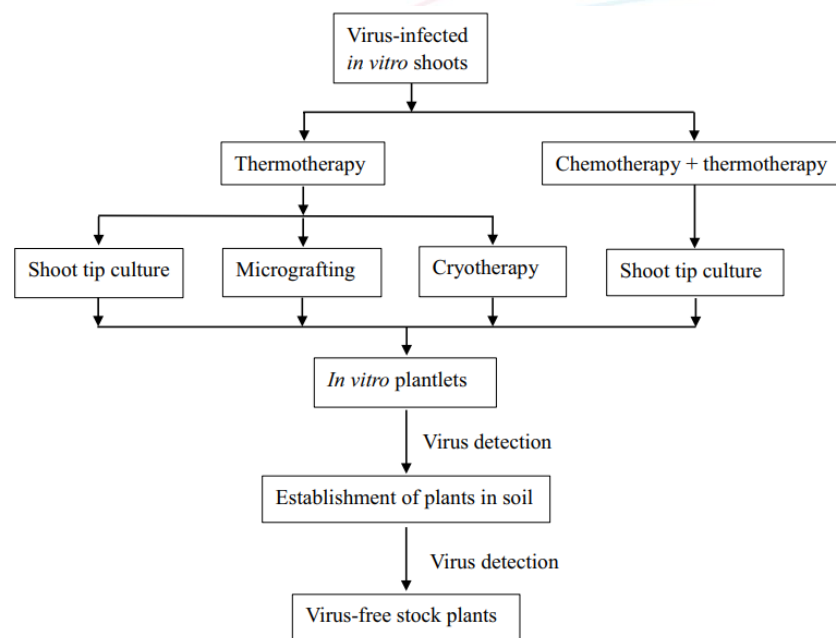 Virus-infected
in vitro shoots
Thermotherapy
Chemotherapy + thermotherapy
Shoot tip culture
Micrografting
Cryotherapy
Shoot tip culture
In vitro plantlets
Virus detection
Establishment of plants in soil
Virus detection
Virus-free stock plants